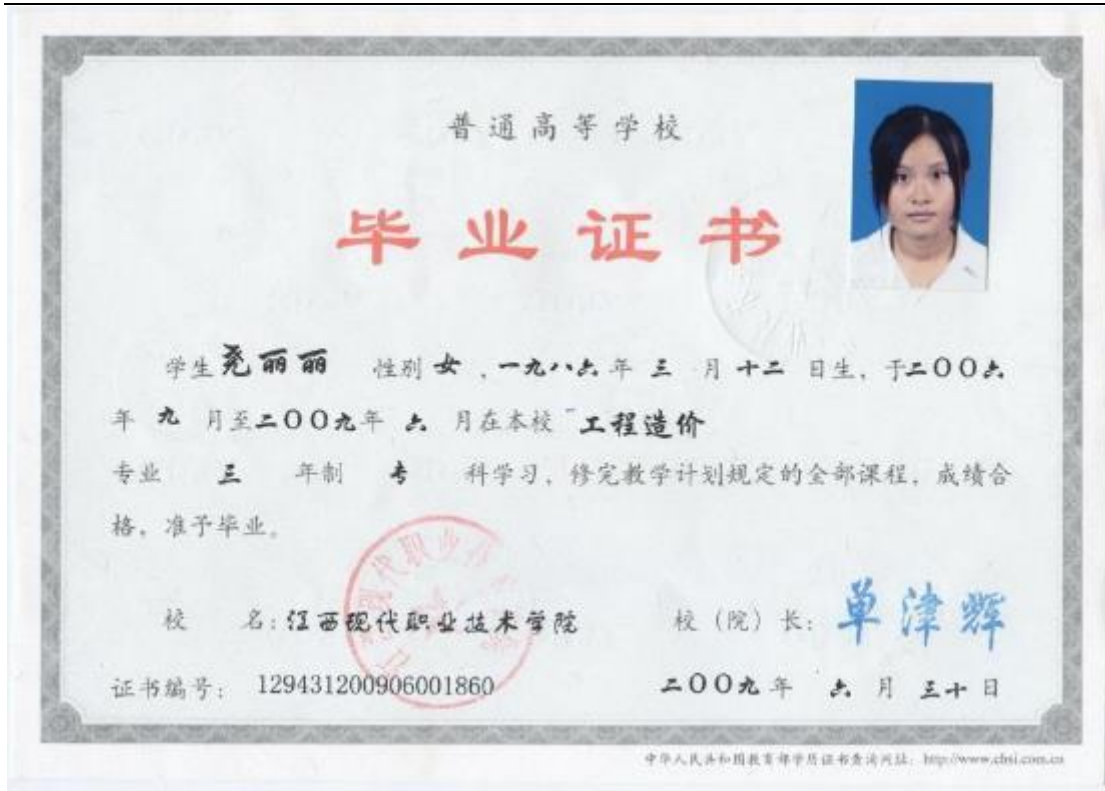 普通高等学校
毕业证书
学生尧丽丽 性别女,一九八六年三月十二日生,于二〇〇六
年九月至二〇〇九年六月在本校 工程造价
专业 三 年制 专 科学习,修完教学计划规定的全部课程,成绩合
格,准予毕业。
校 名:江西现代职业技术学院 校(院)长:单津辉
证书编号:129431200906001860 二〇〇九年六月三十日
中华人民共和国教育部学历证书查询网址:http://www.chsi.com.cn